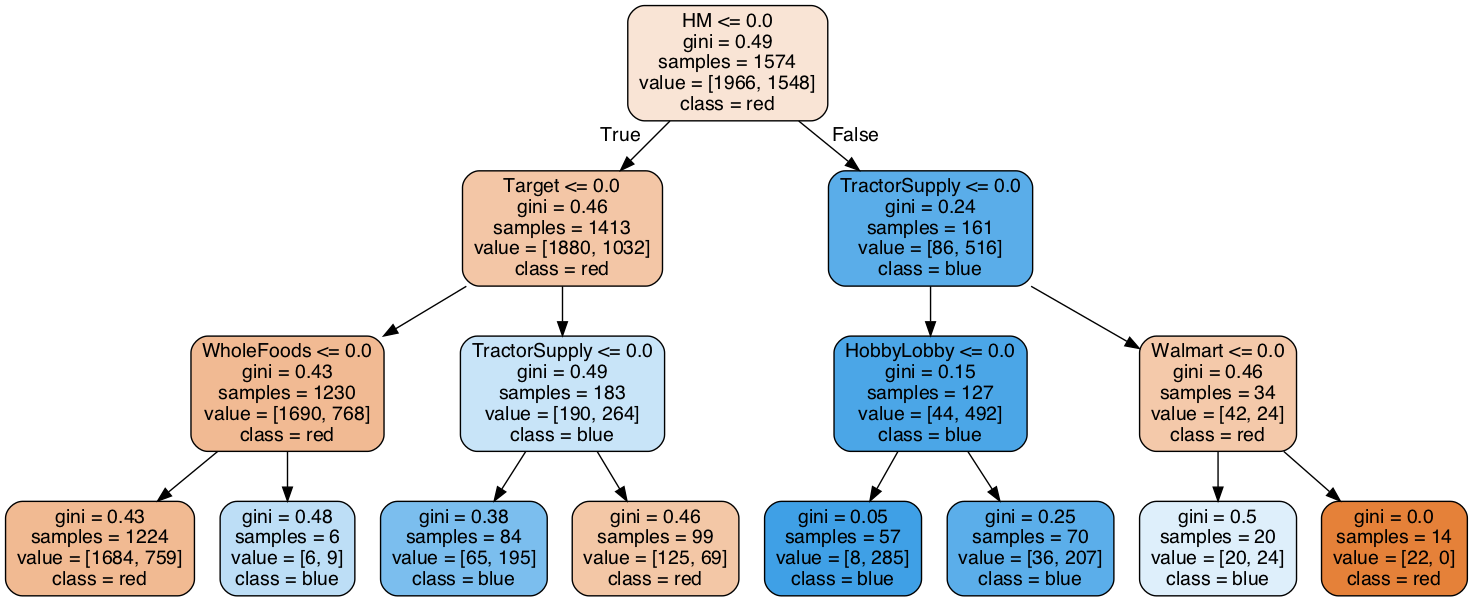 HM <= 0.0
gini = 0.49
samples = 1574
value = [1966, 1548]
class = red
True
False
Target <= 0.0
gini = 0.46
samples = 1413
value = [1880, 1032]
class = red
TractorSupply <= 0.0
gini = 0.24
samples = 161
value = [86, 516]
class = blue
WholeFoods <= 0.0
gini = 0.43
samples = 1230
value = [1690, 768]
class = red
TractorSupply <= 0.0
gini = 0.49
samples = 183
value = [190, 264]
class = blue
HobbyLobby <= 0.0
gini = 0.15
samples = 127
value = [44, 492]
class = blue
Walmart <= 0.0
gini = 0.46
samples = 34
value = [42, 24]
class = red
gini = 0.43
samples = 1224
value = [1684, 759]
class = red
gini = 0.48
samples = 6
value = [6, 9]
class = blue
gini = 0.38
samples = 84
value = [65, 195]
class = blue
gini = 0.46
samples = 99
value = [125, 69]
class = red
gini = 0.05
samples = 57
value = [8, 285]
class = blue
gini = 0.25
samples = 70
value = [36, 207]
class = blue
gini = 0.5
samples = 20
value = [20, 24]
class = blue
gini = 0.0
samples = 14
value = [22, 0]
class = red